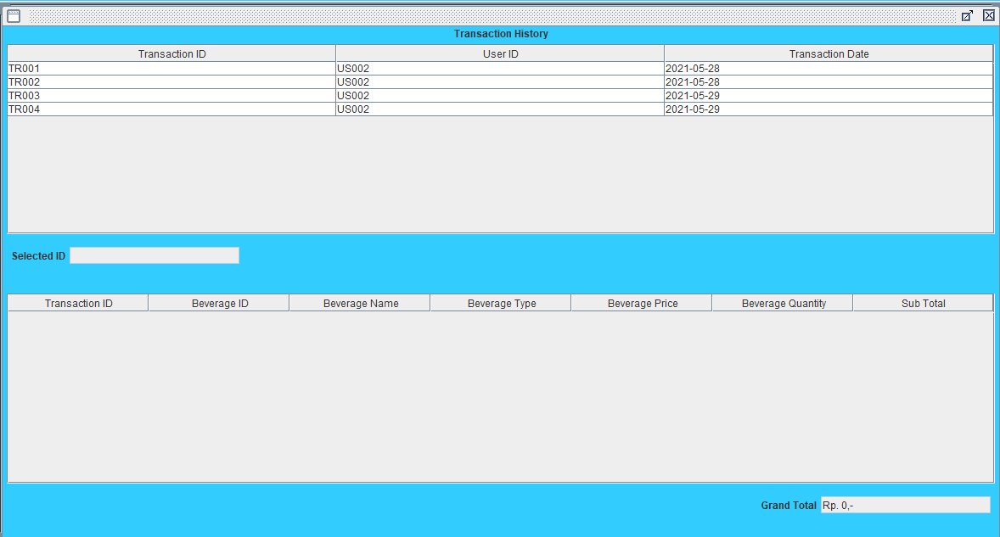 Transaction History
Transaction ID User ID Transaction Date
TR001 US002 2021-05-28
TR002 US002 2021-05-28
TR003 US002 2021-05-29
TR004 US002 2021-05-29
Selected ID
Transaction ID Beverage ID Beverage Name Beverage Type Beverage Price Beverage Quantity Sub Total
Grand Total Rp. 0,-